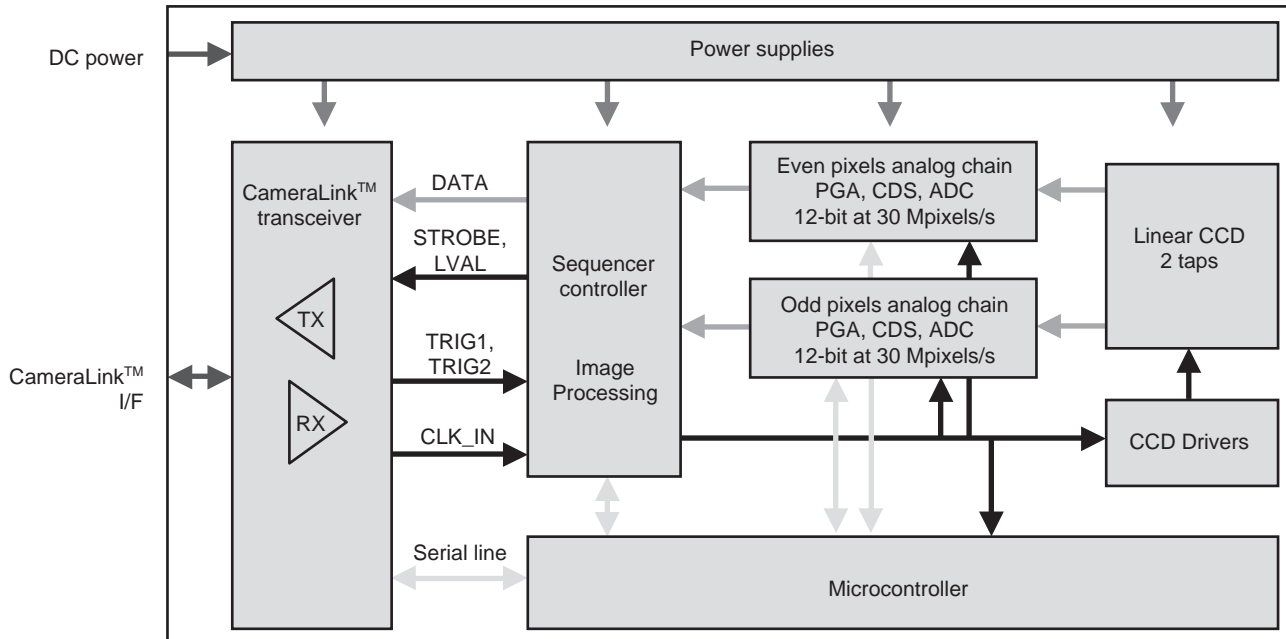 DC power
Power supplies
CameraLink™
transceiver
DATA
STROBE,
LVAL
TX
TRIG1,
TRIG2
RX
CLK_IN
CameraLink™
I/F
Sequencer
controller
Image
Processing
Even pixels analog chain
PGA, CDS, ADC
12-bit at 30 Mpixels/s
Odd pixels analog chain
PGA, CDS, ADC
12-bit at 30 Mpixels/s
Linear CCD
2 taps
CCD Drivers
Serial line
Microcontroller